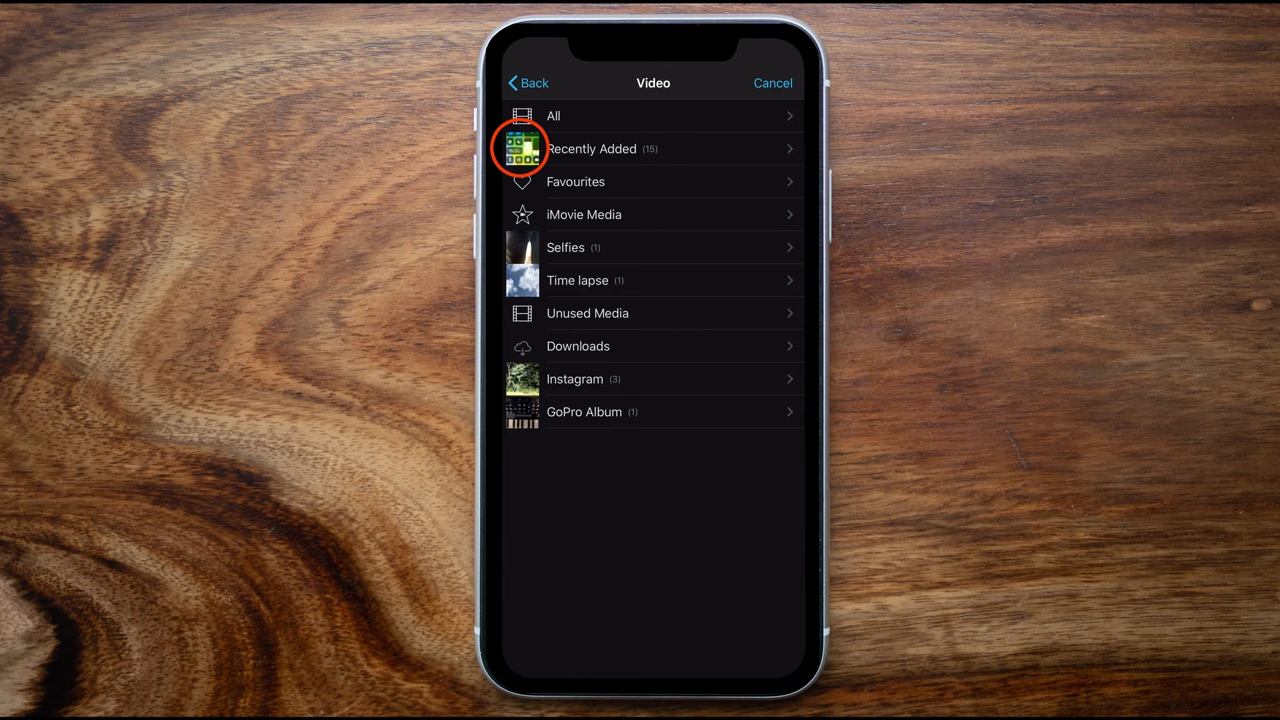 Back Video Cancel
All
Recently Added (15)
Favourites
iMovie Media
Selfies (1)
Time lapse (1)
Unused Media
Downloads
Instagram (3)
GoPro Album (1)